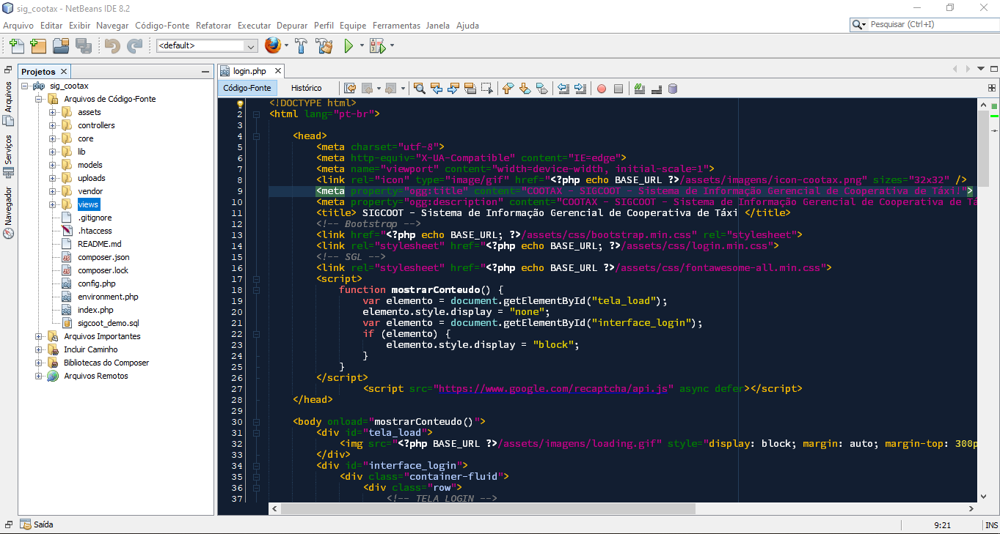 sig_cootax - NetBeans IDE 8.2
Arquivo Editar Exibir Navegar Código-Fonte Refatorar Executar Depurar Perfil Equipe Ferramentas Janela Ajuda
Pesquisar (Ctrl+I)
<default>
Arquivos
Serviços
Navegador
Projetos
sig_cootax
Arquivos de Código-Fonte
assets
controllers
core
lib
models
uploads
vendor
views
.gitignore
.htaccess
README.md
composer.json
composer.lock
config.php
environment.php
index.php
sigcoot_demo.sql
Arquivos Importantes
Incluir Caminho
Bibliotecas do Composer
Arquivos Remotos
login.php
Código-Fonte Histórico
<!DOCTYPE html>
2 <html lang="pt-br">
3
4 <head>
5 <meta charset="utf-8">
6 <meta http-equiv="X-UA-Compatible" content="IE=edge">
7 <meta name="viewport" content="width=device-width, initial-scale=1">
8 <link rel="icon" type="image/gif" href="<?php echo BASE_URL ?>/assets/imagens/icon-cootax.png" sizes="32x32" />
9 <meta property="ogg:title" content="COOTAX - SIGCOOT - Sistema de Informação Gerencial de Cooperativa de Táxi!">
10 <meta property="ogg:description" content="COOTAX - SIGCOOT - Sistema de Informação Gerencial de Cooperativa de Tá
11 <title> SIGCOOT - Sistema de Informação Gerencial de Cooperativa de Táxi </title>
12 <!-- Bootstrap -->
13 <link href="<?php echo BASE_URL; ?>/assets/css/bootstrap.min.css" rel="stylesheet">
14 <link rel="stylesheet" href="<?php echo BASE_URL; ?>/assets/css/login.min.css">
15 <!-- SGL -->
16 <link rel="stylesheet" href="<?php echo BASE_URL ?>/assets/css/fontawesome-all.min.css">
17 <script>
18 function mostrarConteudo() {
19 var elemento = document.getElementById("tela_load");
20 elemento.style.display = "none";
21 var elemento = document.getElementById("interface_login");
22 if (elemento) {
23 elemento.style.display = "block";
24 }
25 }
26 </script>
27 <script src="https://www.google.com/recaptcha/api.js" async defer></script>
28 </head>
29
30 <body onload="mostrarConteudo()">
31 <div id="tela_load">
32 <img src="<?php BASE_URL ?>/assets/imagens/loading.gif" style="display: block; margin: auto; margin-top: 300p
33 </div>
34 <div id="interface_login">
35 <div class="container-fluid">
36 <div class="row">
37 <!-- TELA LOGIN -->
Saída
9:21 INS